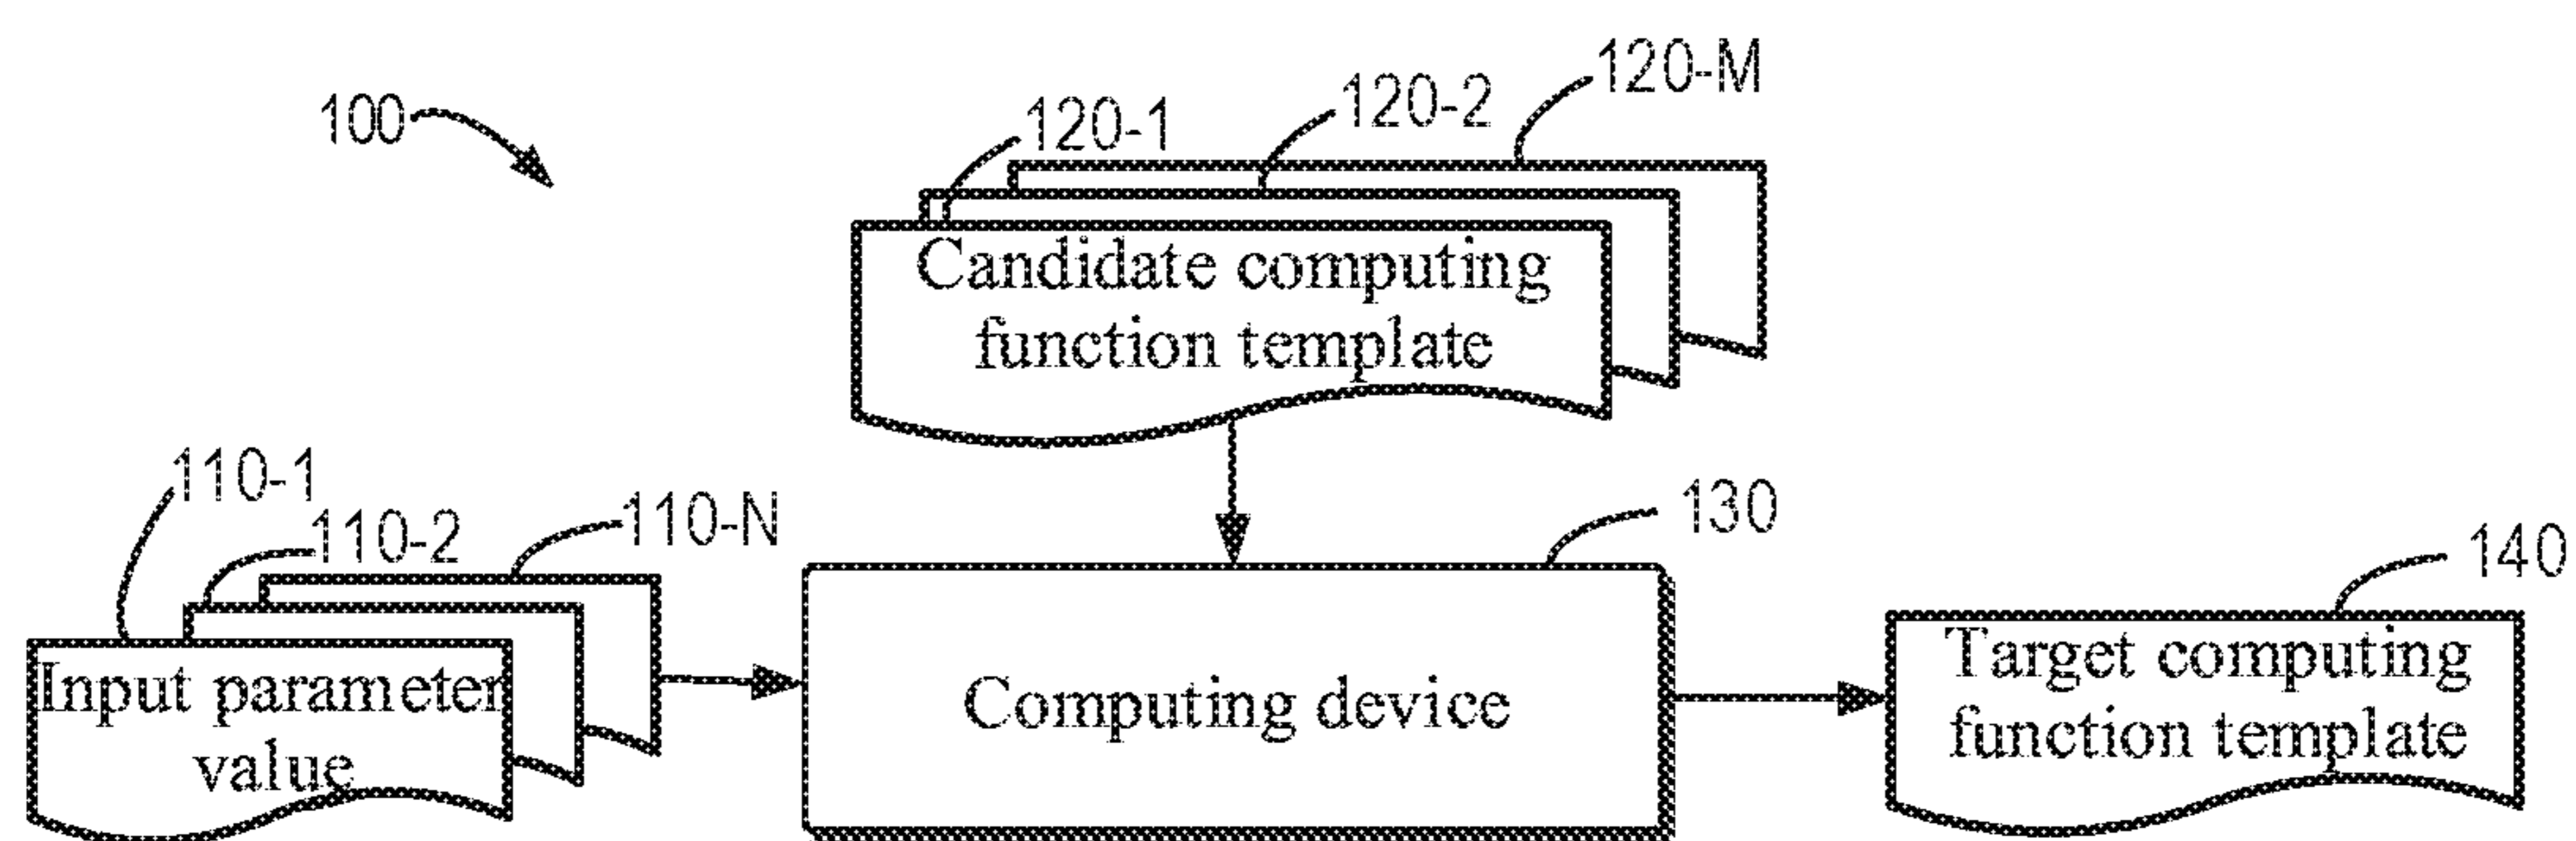 120-M
100
120-2
120-1
Candidate computing
function template
110-1
110-2
110-N
130
140
Input parameter
value
Computing device
Target computing
function template